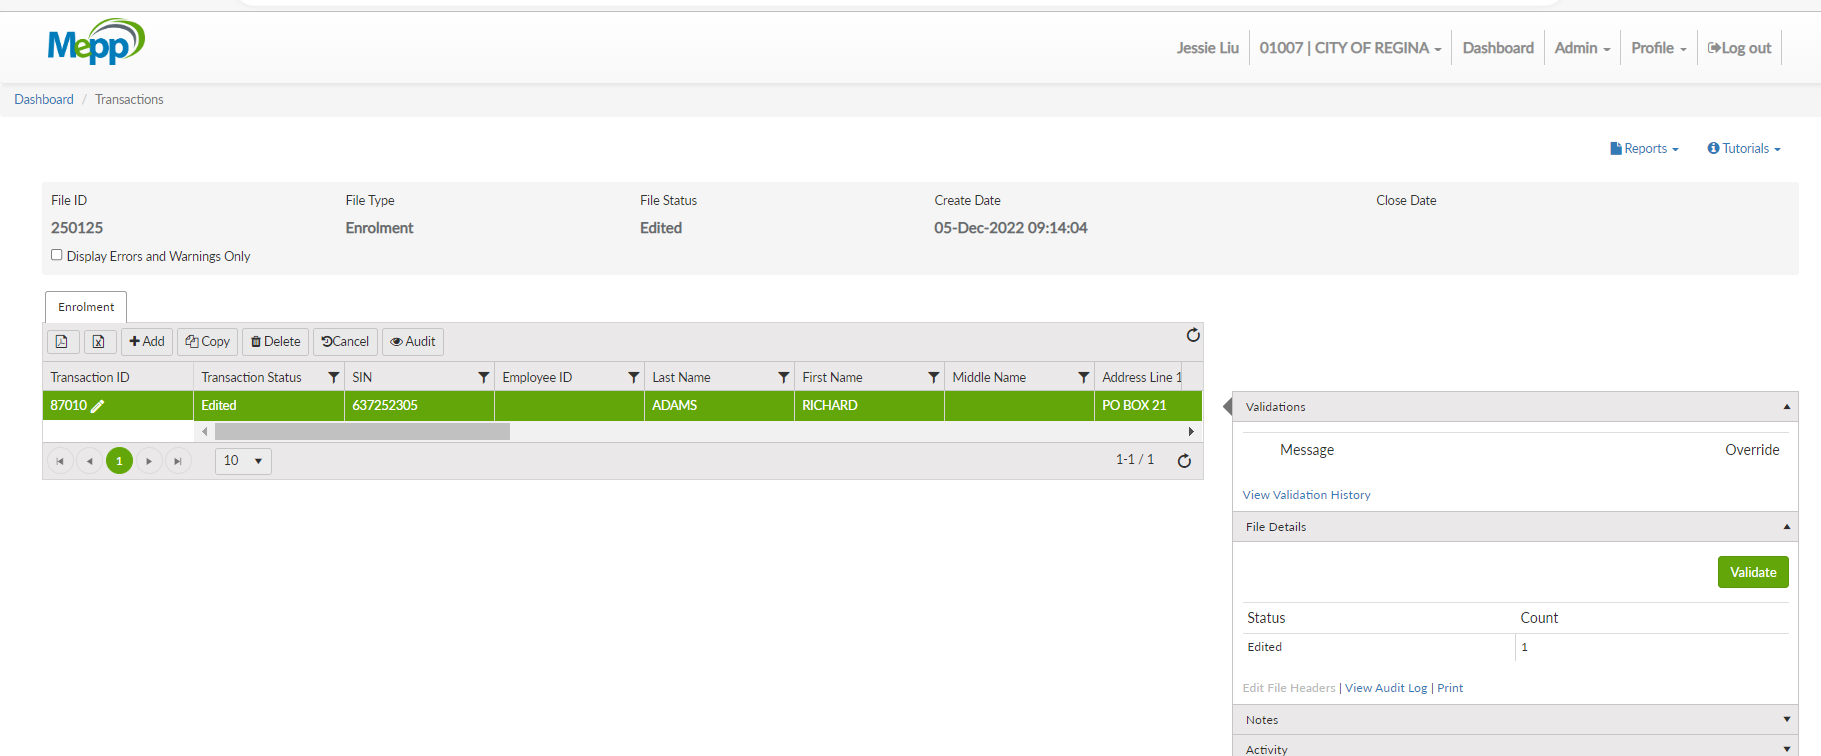 Mepp
Jessie Liu 01007 | CITY OF REGINA Dashboard Admin Profile Log out
Dashboard / Transactions
Reports Tutorials
File ID File Type File Status Create Date Close Date
250125 Enrolment Edited 05-Dec-2022 09:14:04
Display Errors and Warnings Only
Enrolment
Add Copy Delete Cancel Audit
Transaction ID Transaction Status SIN Employee ID Last Name First Name Middle Name Address Line 1
87010 Edited 637252305 ADAMS RICHARD PO BOX 21
1 10 1-1 / 1
Validations
Message Override
View Validation History
File Details
Validate
Status Count
Edited 1
Edit File Headers | View Audit Log | Print
Notes
Activity